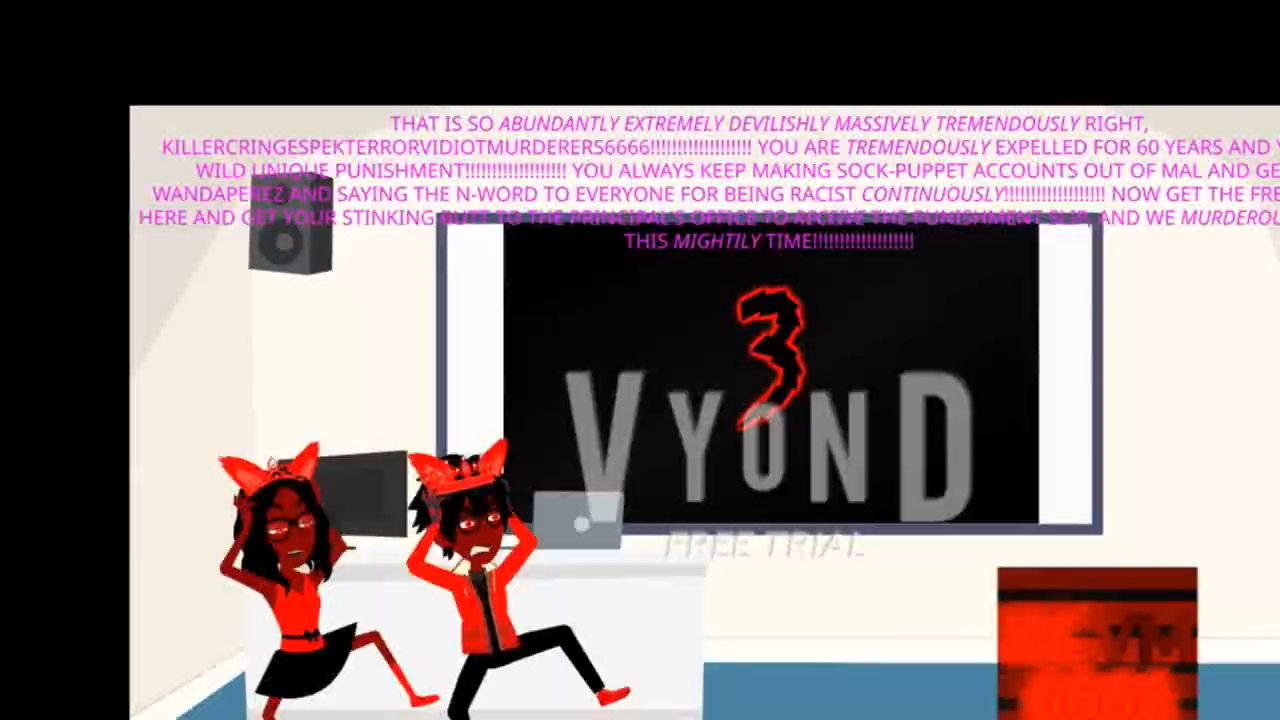 THAT IS SO ABUNDANTLY EXTREMELY DEVILISHLY MASSIVELY TREMENDOUSLY RIGHT,
KILLERCRINGESPEKTERRORVIDIOTMURDERERS6666!!!!!!!!!!!!!!!!!!! YOU ARE TREMENDOUSLY EXPELLED FOR 60 YEARS AND
WILD UNIQUE PUNISHMENT!!!!!!!!!!!!!!!!!!! YOU ALWAYS KEEP MAKING SOCK-PUPPET ACCOUNTS OUT OF MAL AND
WANDAPEREZ AND SAYING THE N-WORD TO EVERYONE FOR BEING RACIST CONTINUOUSLY!!!!!!!!!!!!!!!!!!! NOW GET THE
HERE AND GET YOUR STINKING BUTT TO THE PRINCIPAL'S OFFICE TO RECEIVE THE PUNISHMENT SLIP, AND WE
THIS MIGHTILY TIME!!!!!!!!!!!!!!!!!!!
3
VYOND
FREE TRIAL